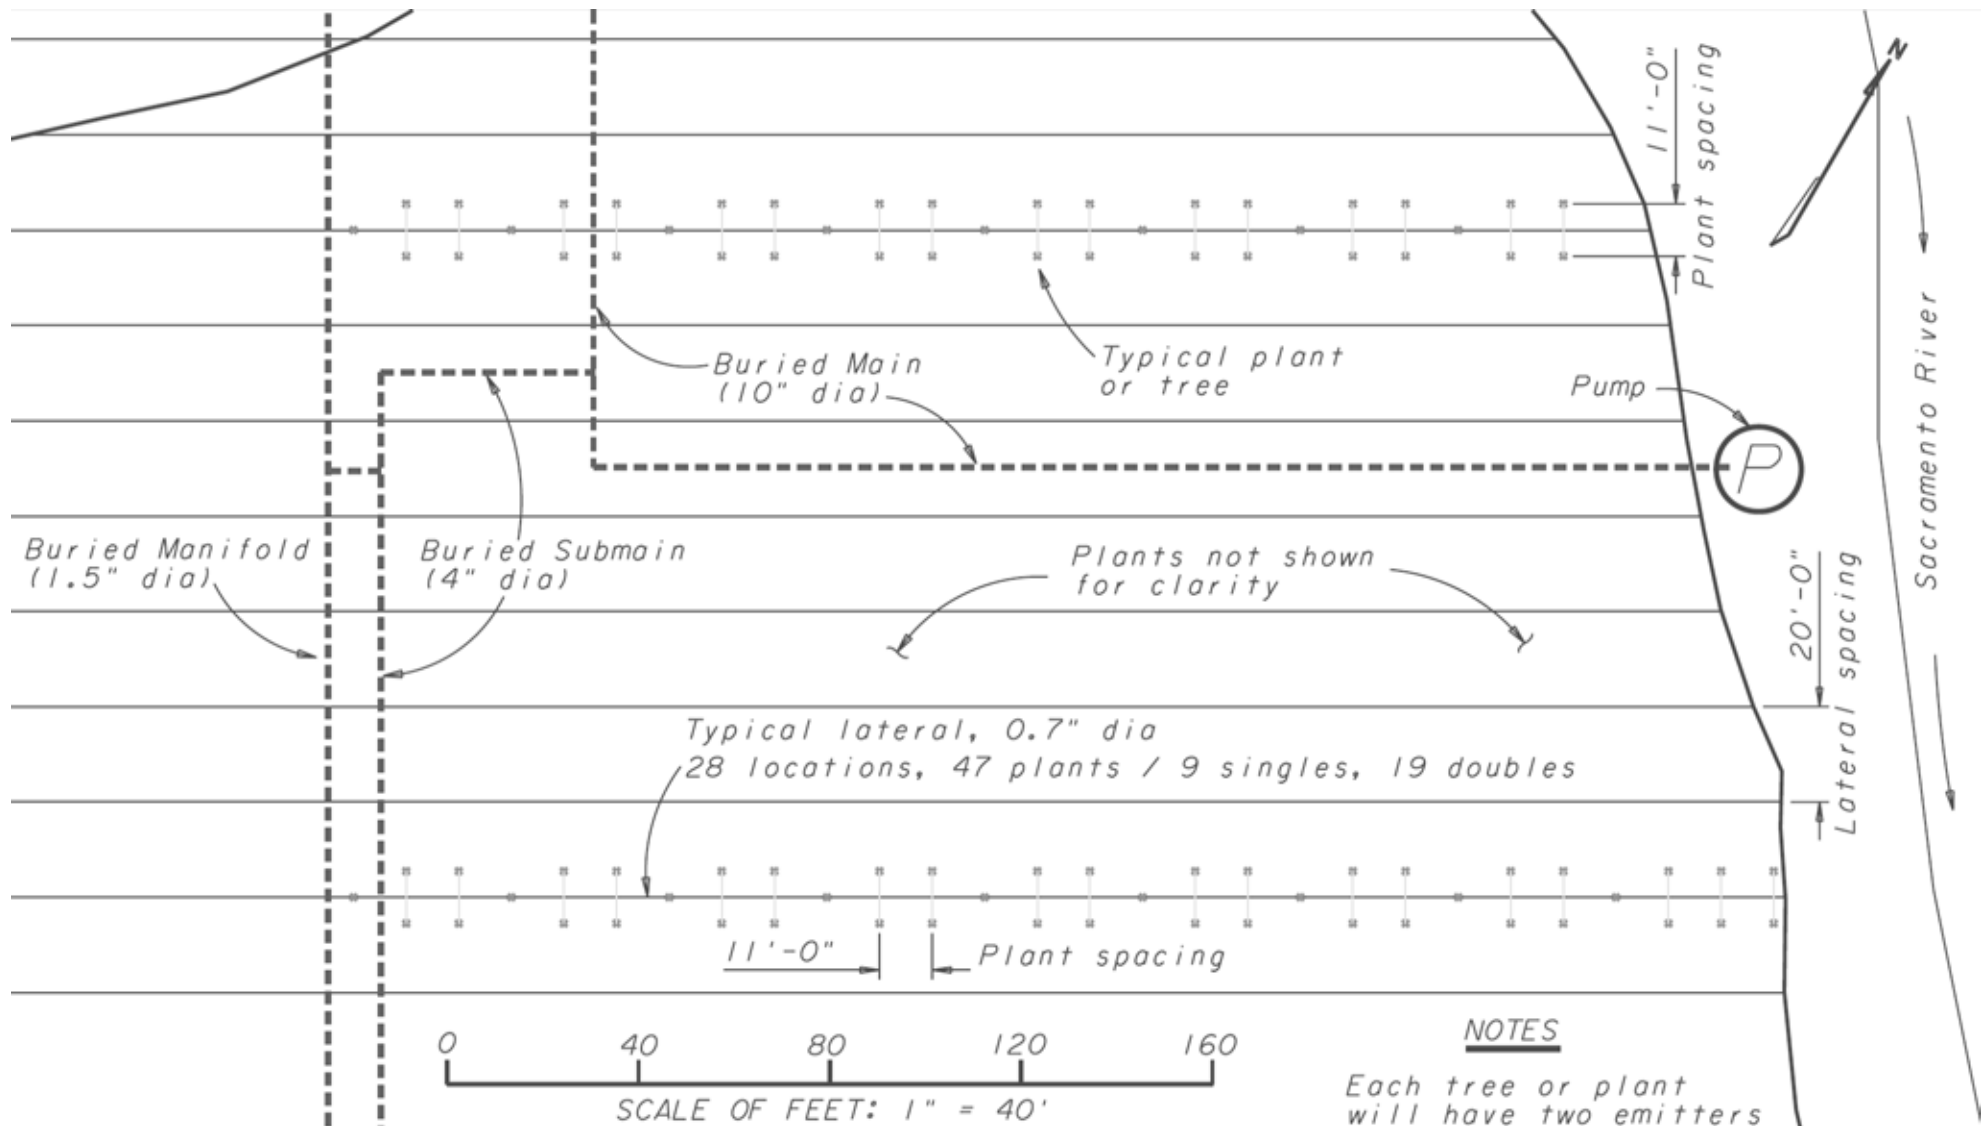 N
11'-0"
Plant spacing
Buried Main
(10" dia)
Typical plant
or tree
Pump
P
Sacramento River
Buried Manifold
(1.5" dia)
Buried Submain
(4" dia)
Plants not shown
for clarity
20'-0"
Lateral spacing
Typical lateral, 0.7" dia
28 locations, 47 plants / 9 singles, 19 doubles
11'-0"
Plant spacing
0 40 80 120 160
SCALE OF FEET: 1" = 40'
NOTES
Each tree or plant
will have two emitters